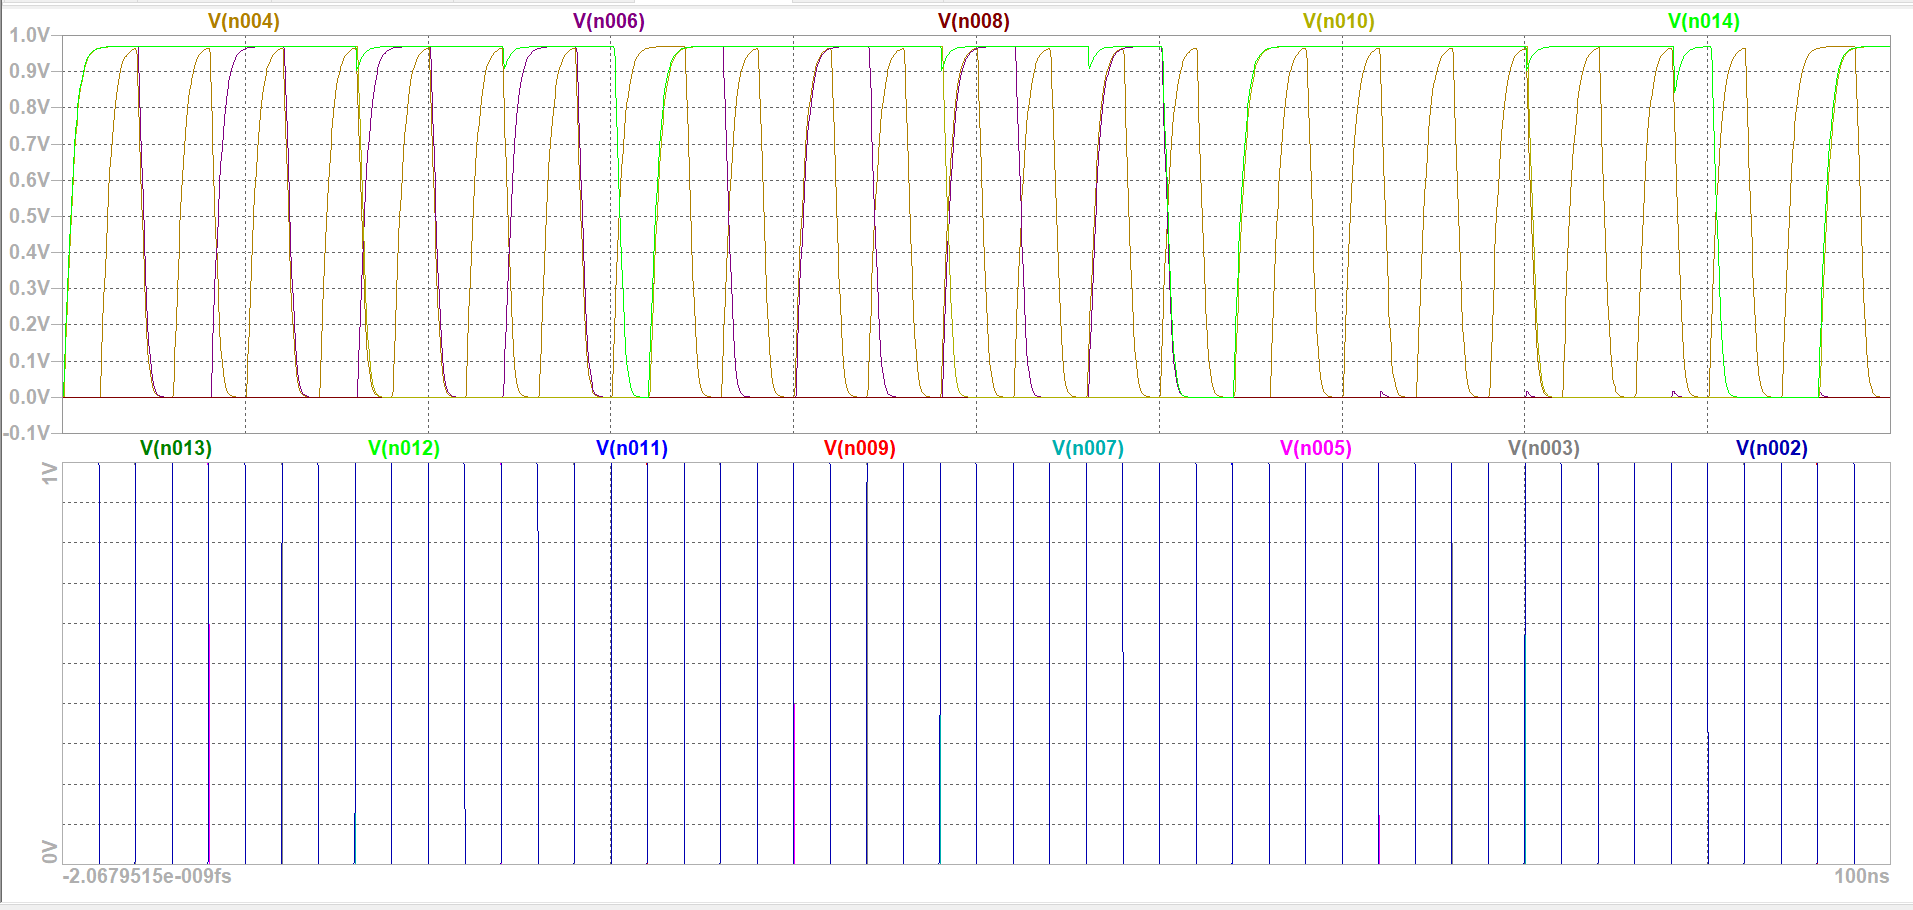 V(n004) V(n006) V(n008) V(n010) V(n014)
1.0V
0.9V
0.8V
0.7V
0.6V
0.5V
0.4V
0.3V
0.2V
0.1V
0.0V
-0.1V
V(n013) V(n012) V(n011) V(n009) V(n007) V(n005) V(n003) V(n002)
1V
0V
-2.0679515e-009fs 100ns